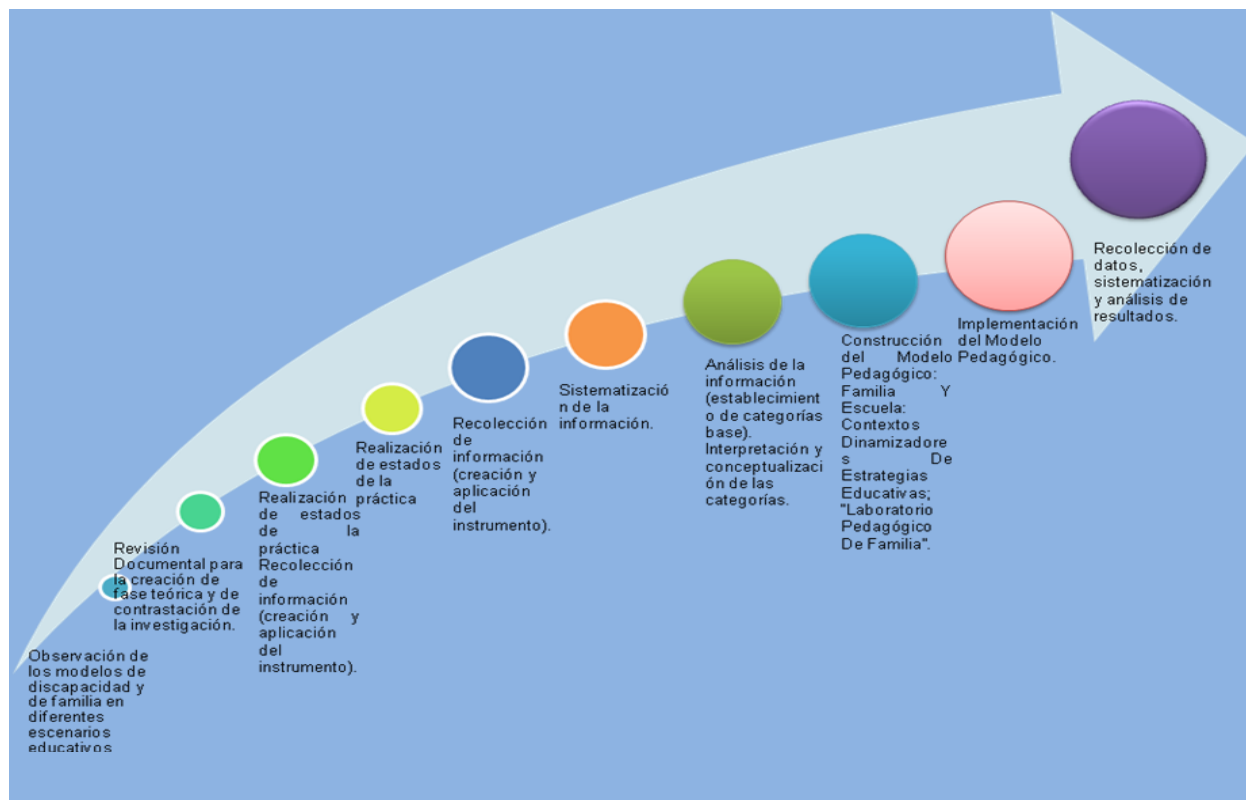 Observación de
los modelos de
discapacidad y
de familia en
diferentes
escenarios
educativos
Revisión
Documental para
la creación de
fase teórica y de
contrastación de
la investigación.
Realización
de estados
de la
práctica
Recolección
de
información
(creación y
aplicación
del
instrumento).
Realización
de estados
de la
práctica
Recolección
de
información
(creación y
aplicación
del
instrumento).
Sistematizació
n de la
información.
Análisis de la
información
(establecimient
o de categorías
base).
Interpretación y
conceptualizaci
ón de las
categorías.
Construcción
del Modelo
Pedagógico:
Familia Y
Escuela:
Contextos
Dinamizadore
s De
Estrategias
Educativas;
"Laboratorio
Pedagógico
De Familia".
Implementación
del Modelo
Pedagógico.
Recolección de
datos,
sistematización
y análisis de
resultados.